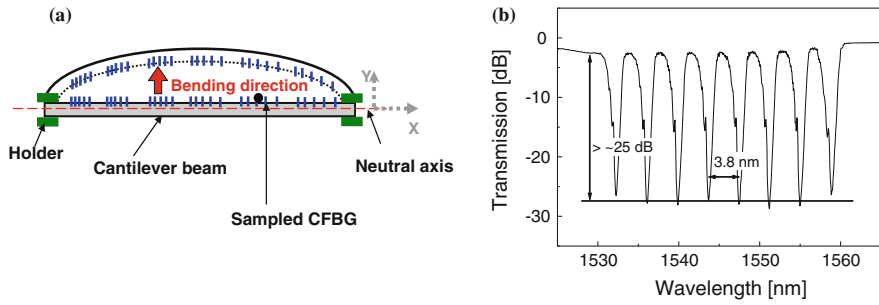 (a)
Bending direction
Y
X
Holder
Cantilever beam
Neutral axis
Sampled CFBG
(b)
Transmission [dB]
0
-10
-20
-30
> ~25 dB
3.8 nm
1530
1540
1550
1560
Wavelength [nm]